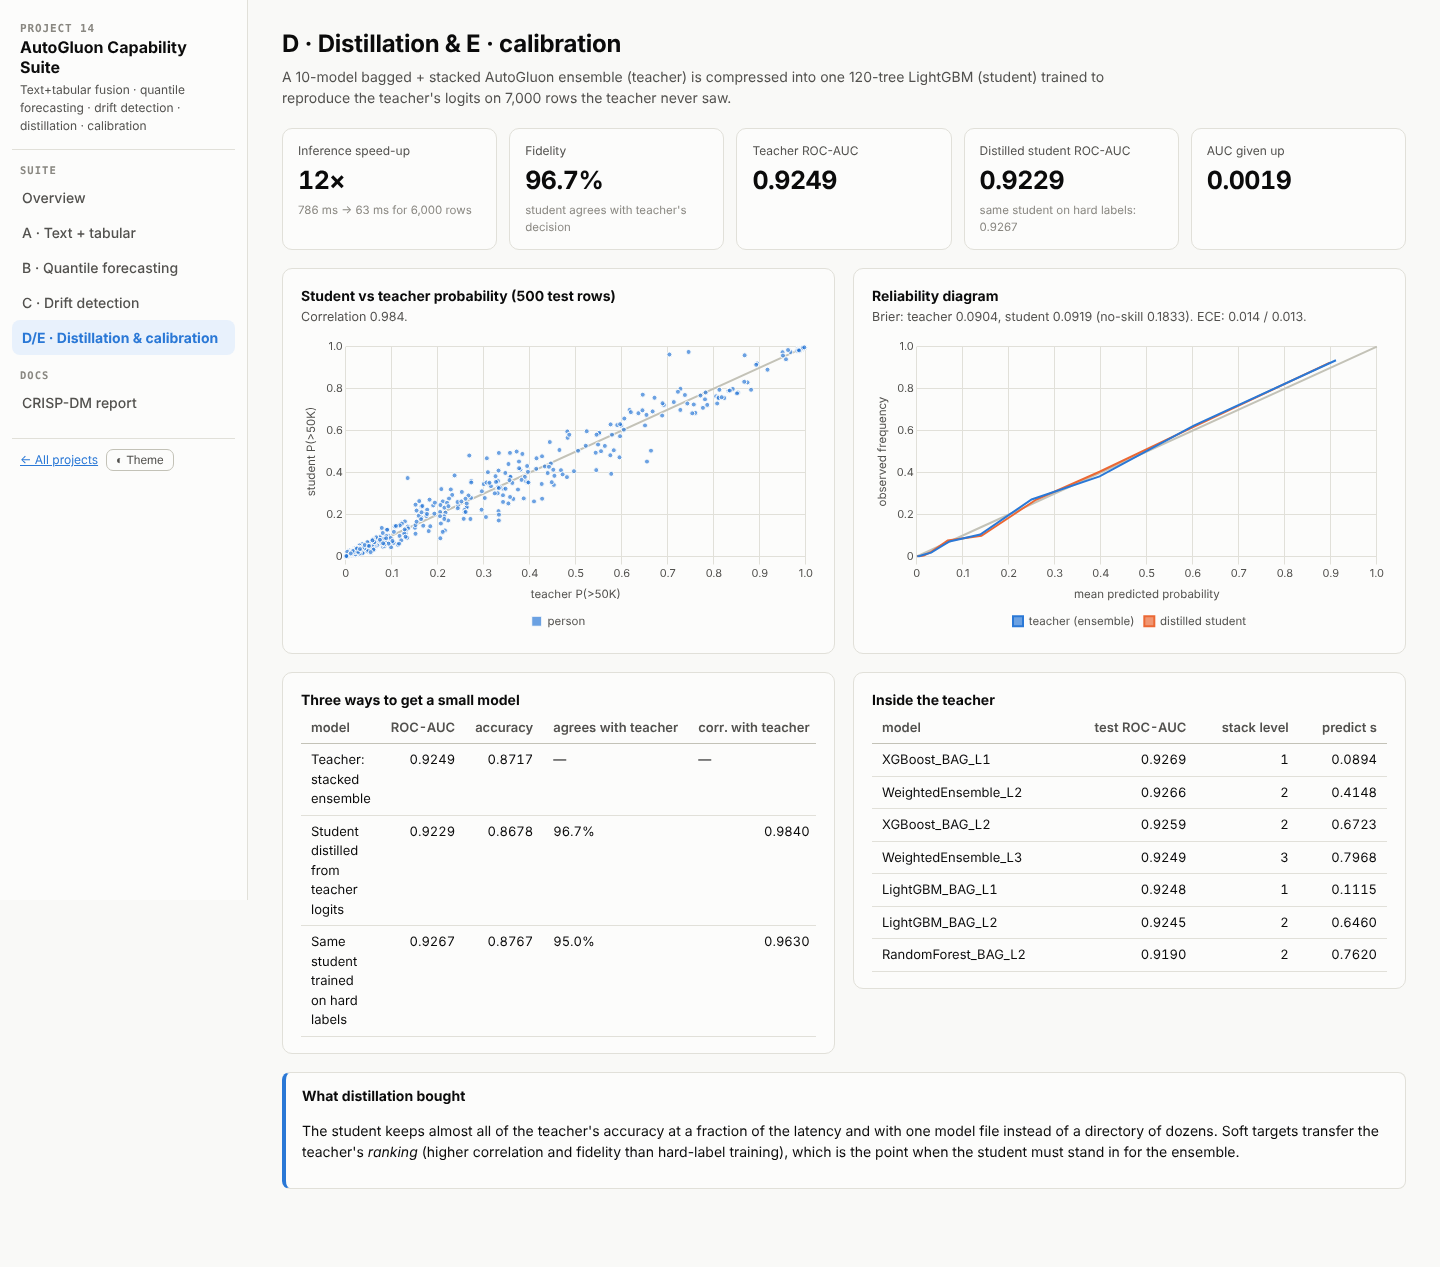 PROJECT 14
AutoGluon Capability
Suite
Text+tabular fusion · quantile
forecasting · drift detection ·
distillation · calibration
SUITE
Overview
A · Text + tabular
B · Quantile forecasting
C · Drift detection
D/E · Distillation & calibration
DOCS
CRISP-DM report
← All projects
Theme
D · Distillation & E · calibration
A 10-model bagged + stacked AutoGluon ensemble (teacher) is compressed into one 120-tree LightGBM (student) trained to
reproduce the teacher's logits on 7,000 rows the teacher never saw.
Inference speed-up
12×
786 ms → 63 ms for 6,000 rows
Fidelity
96.7%
student agrees with teacher's
decision
Teacher ROC-AUC
0.9249
Distilled student ROC-AUC
0.9229
same student on hard labels:
0.9267
AUC given up
0.0019
Student vs teacher probability (500 test rows)
Correlation 0.984.
student P(>50K)
1.0
0.8
0.6
0.4
0.2
0
0 0.1 0.2 0.3 0.4 0.5 0.6 0.7 0.8 0.9 1.0
teacher P(>50K)
person
Reliability diagram
Brier: teacher 0.0904, student 0.0919 (no-skill 0.1833). ECE: 0.014 / 0.013.
observed frequency
1.0
0.8
0.6
0.4
0.2
0
0 0.1 0.2 0.3 0.4 0.5 0.6 0.7 0.8 0.9 1.0
mean predicted probability
teacher (ensemble) distilled student
Three ways to get a small model
model ROC-AUC accuracy agrees with teacher corr. with teacher
Teacher: 0.9249 0.8717 — —
stacked
ensemble
Student 0.9229 0.8678 96.7% 0.9840
distilled
from
teacher
logits
Same 0.9267 0.8767 95.0% 0.9630
student
trained
on hard
labels
Inside the teacher
model test ROC-AUC stack level predict s
XGBoost_BAG_L1 0.9269 1 0.0894
WeightedEnsemble_L2 0.9266 2 0.4148
XGBoost_BAG_L2 0.9259 2 0.6723
WeightedEnsemble_L3 0.9249 3 0.7968
LightGBM_BAG_L1 0.9248 1 0.1115
LightGBM_BAG_L2 0.9245 2 0.6460
RandomForest_BAG_L2 0.9190 2 0.7620
What distillation bought
The student keeps almost all of the teacher's accuracy at a fraction of the latency and with one model file instead of a directory of dozens. Soft targets transfer the
teacher's ranking (higher correlation and fidelity than hard-label training), which is the point when the student must stand in for the ensemble.